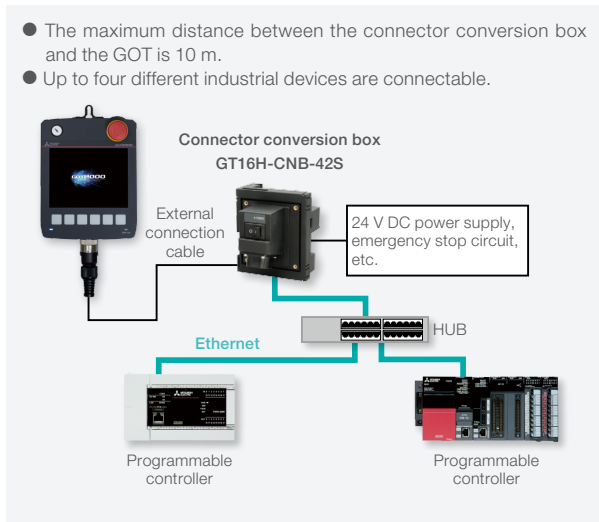 ● The maximum distance between the connector conversion box
and the GOT is 10 m.
● Up to four different industrial devices are connectable.
Connector conversion box
GT16H-CNB-42S
External
connection
cable
24 V DC power supply,
emergency stop circuit,
etc.
HUB
Ethernet
Programmable
controller
Programmable
controller